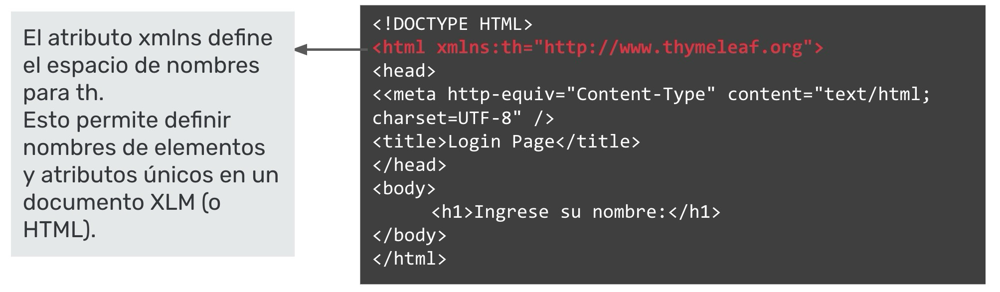 El atributo xmlns define
el espacio de nombres
para th.
Esto permite definir
nombres de elementos
y atributos únicos en un
documento XLM (o
HTML).
<!DOCTYPE HTML>
<html xmlns:th="http://www.thymeleaf.org">
<head>
<<meta http-equiv="Content-Type" content="text/html;
charset=UTF-8" />
<title>Login Page</title>
</head>
<body>
<h1>Ingrese su nombre:</h1>
</body>
</html>